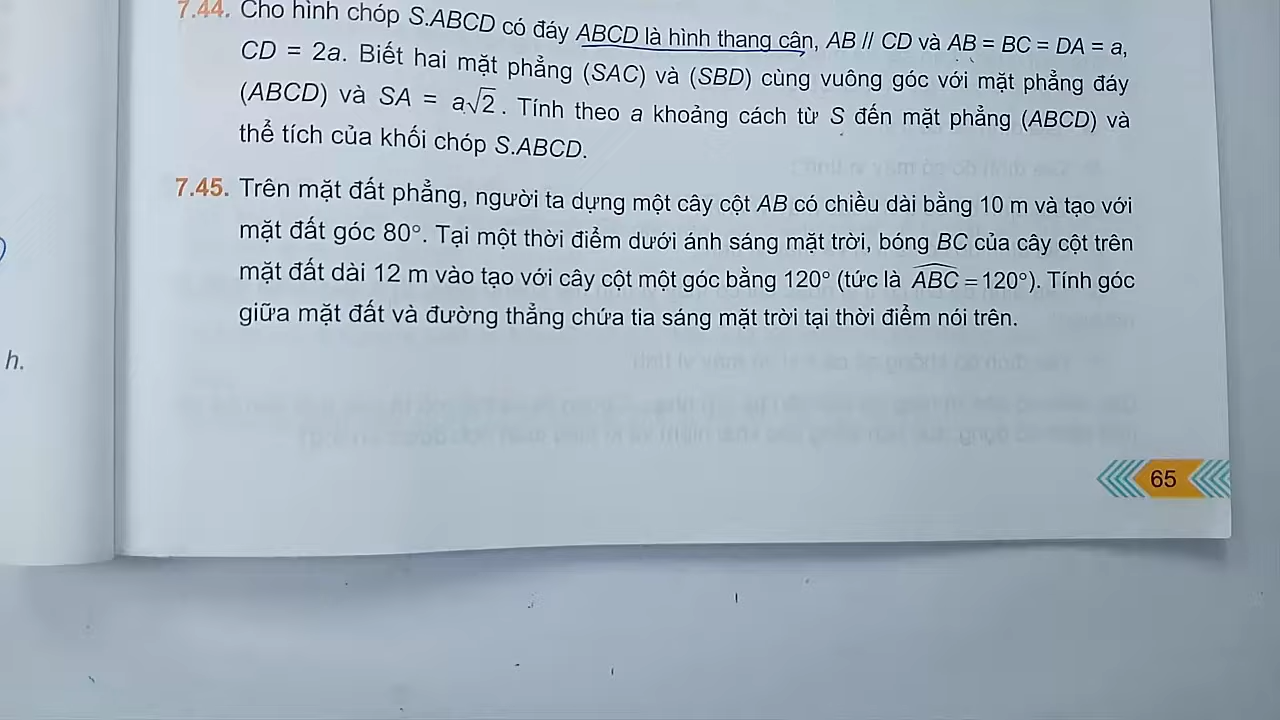 7.44. Cho hình chóp S.ABCD có đáy ABCD là hình thang cân, AB // CD và AB = BC = DA = a,
CD = 2a. Biết hai mặt phẳng (SAC) và (SBD) cùng vuông góc với mặt phẳng đáy
(ABCD) và SA = a√2. Tính theo a khoảng cách từ S đến mặt phẳng (ABCD) và
thể tích của khối chóp S.ABCD.
7.45. Trên mặt đất phẳng, người ta dựng một cây cột AB có chiều dài bằng 10 m và tạo với
mặt đất góc 80°. Tại một thời điểm dưới ánh sáng mặt trời, bóng BC của cây cột trên
mặt đất dài 12 m vào tạo với cây cột một góc bằng 120° (tức là ABC = 120°). Tính góc
giữa mặt đất và đường thẳng chứa tia sáng mặt trời tại thời điểm nói trên.
h.
65